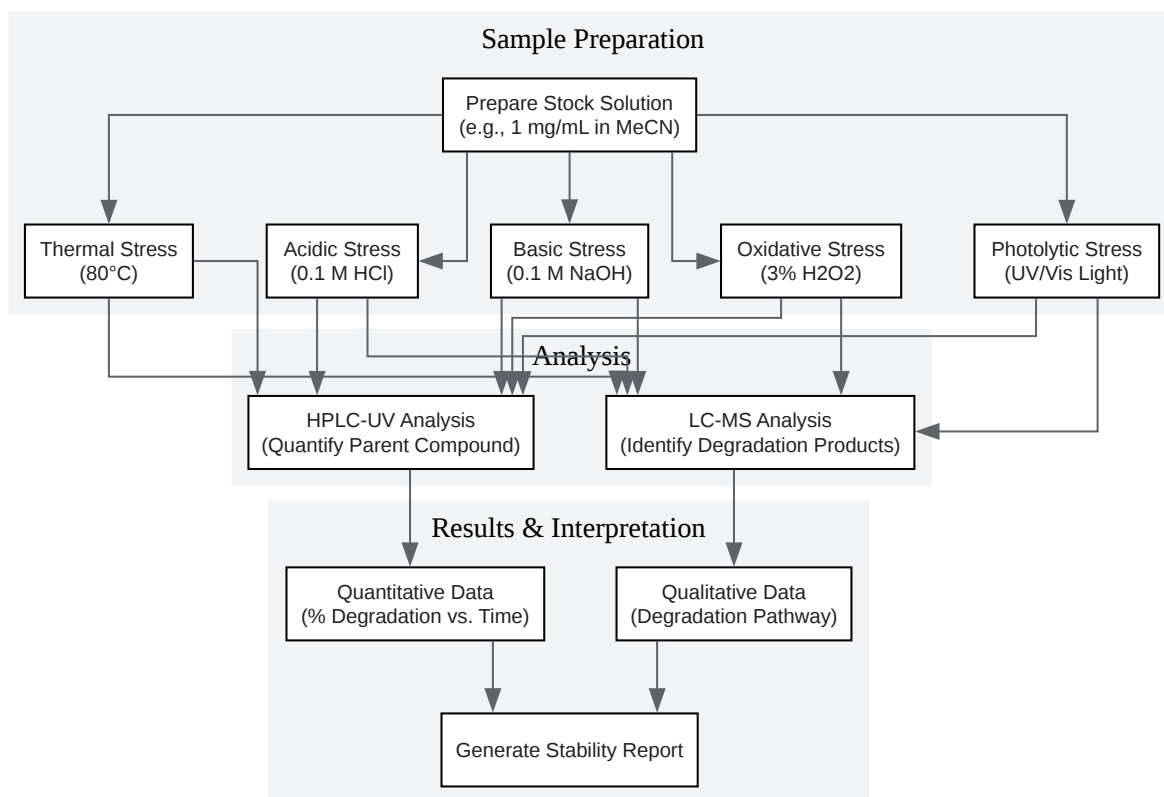 Sample Preparation
Prepare Stock Solution
(e.g., 1 mg/mL in MeCN)
Thermal Stress
(80°C)
Acidic Stress
(0.1 M HCl)
Basic Stress
(0.1 M NaOH)
Oxidative Stress
(3% H2O2)
Photolytic Stress
(UV/Vis Light)
Analysis
HPLC-UV Analysis
(Quantify Parent Compound)
LC-MS Analysis
(Identify Degradation Products)
Results & Interpretation
Quantitative Data
(% Degradation vs. Time)
Qualitative Data
(Degradation Pathway)
Generate Stability Report